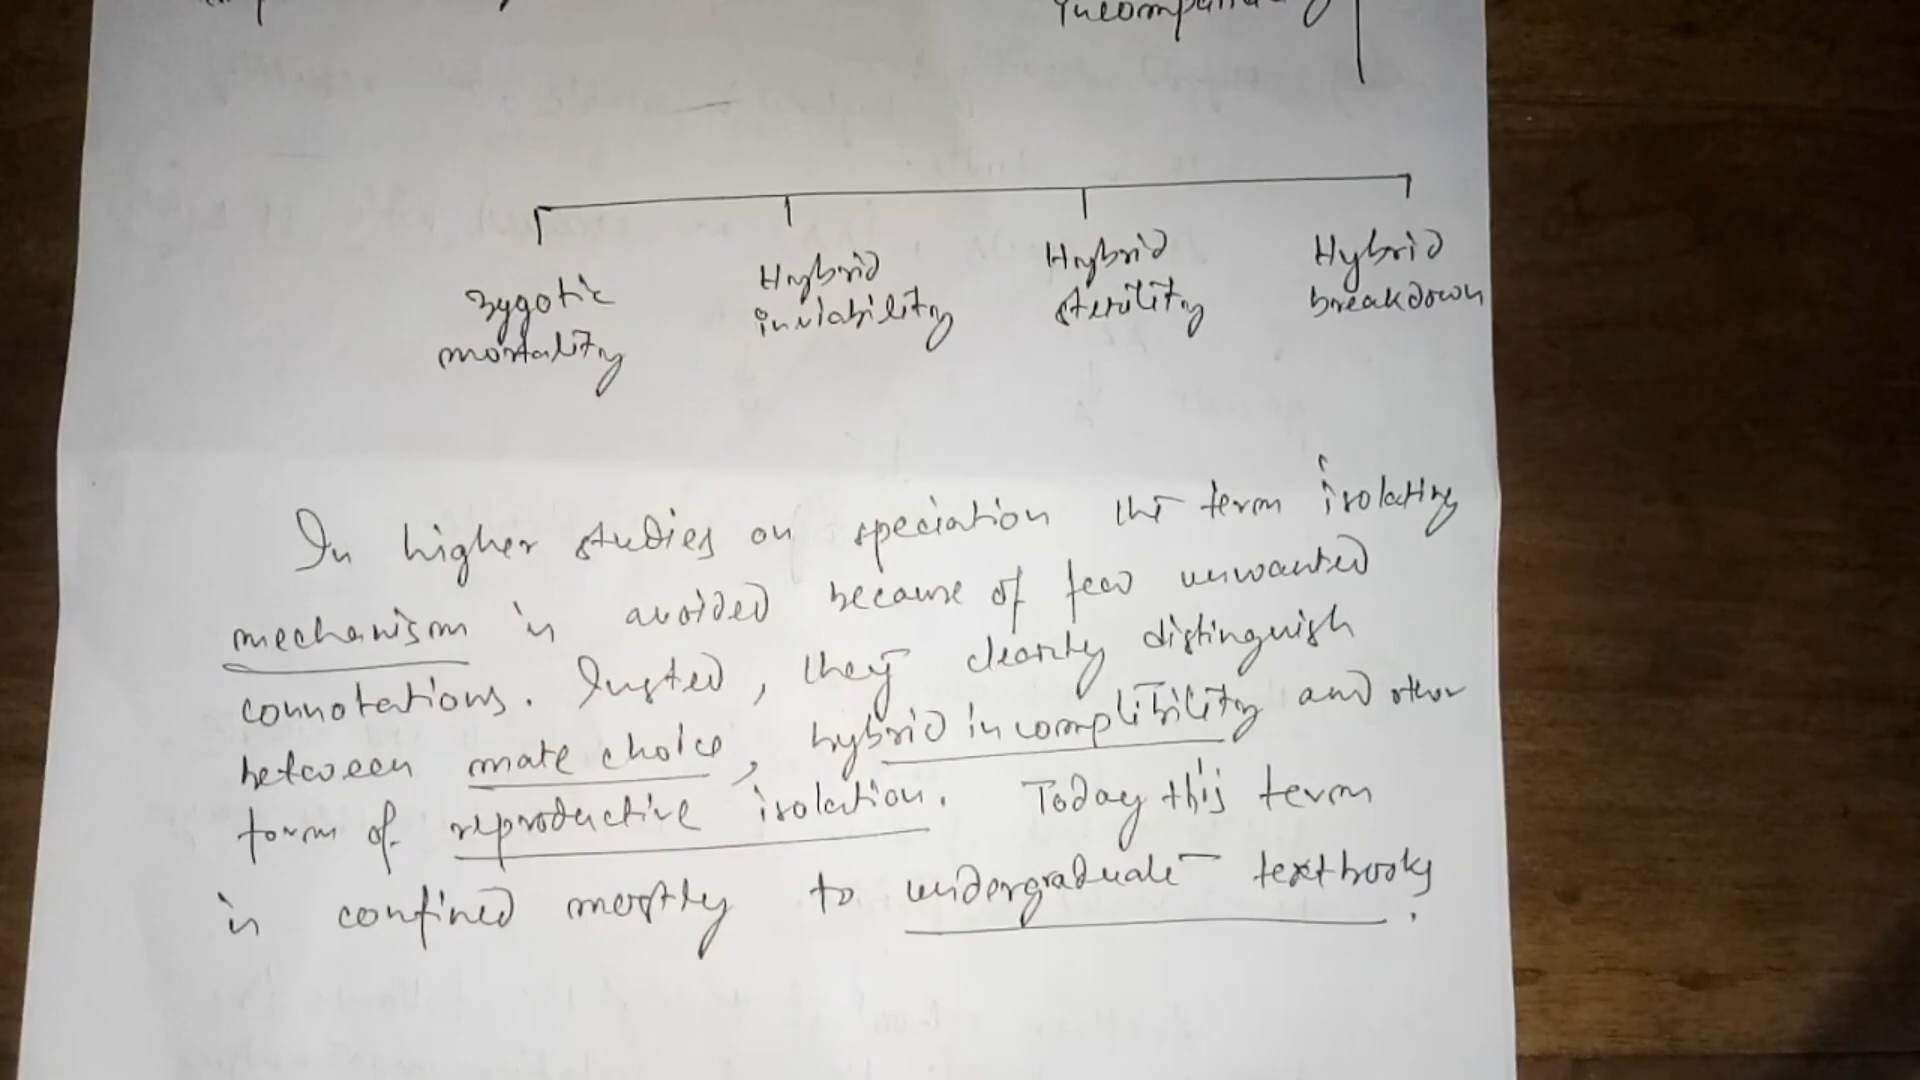 Zygotic
mortality
Hybrid
inviability
Hybrid
sterility
Hybrid
breakdown
In higher studies on speciation the term isolating
mechanism is avoided because of few unwanted
connotations. Insted, they clearly distinguish
between mate choice, hybrid incomplibility and other
form of reproductive isolation. Today this term
is confined mostly to undergraduate textbooks.